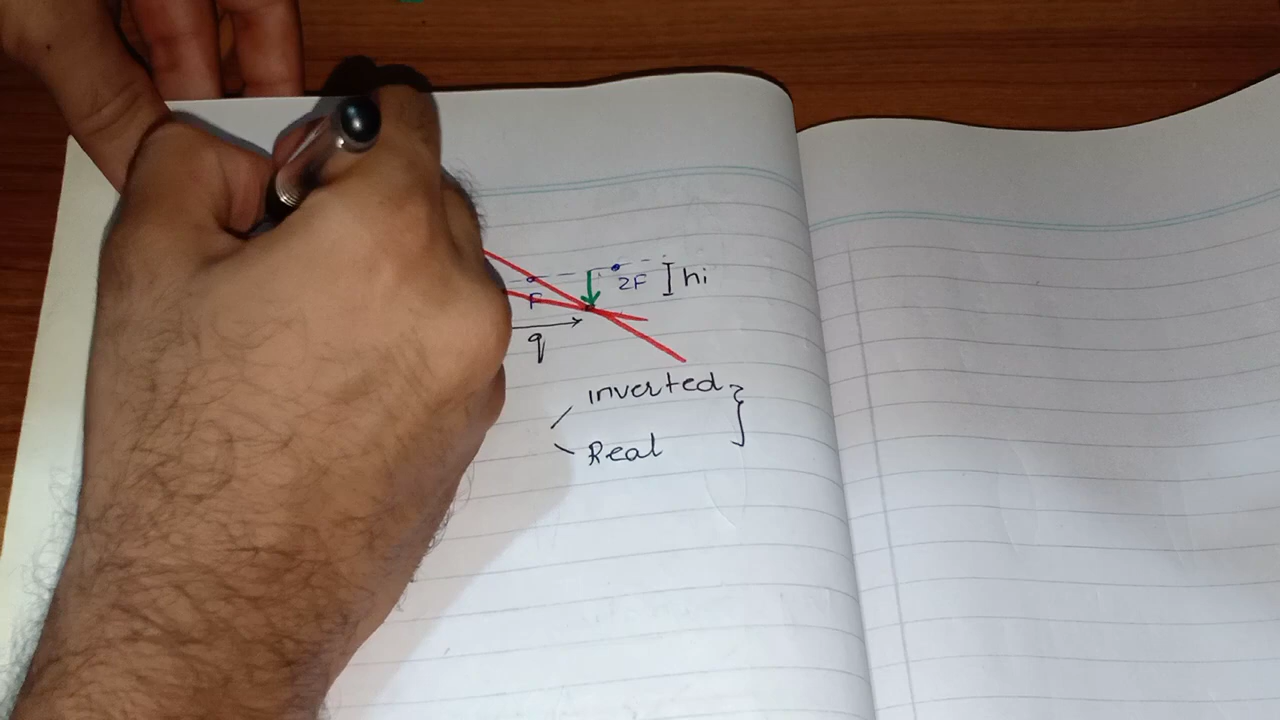 2F hi
F
q
inverted
Real